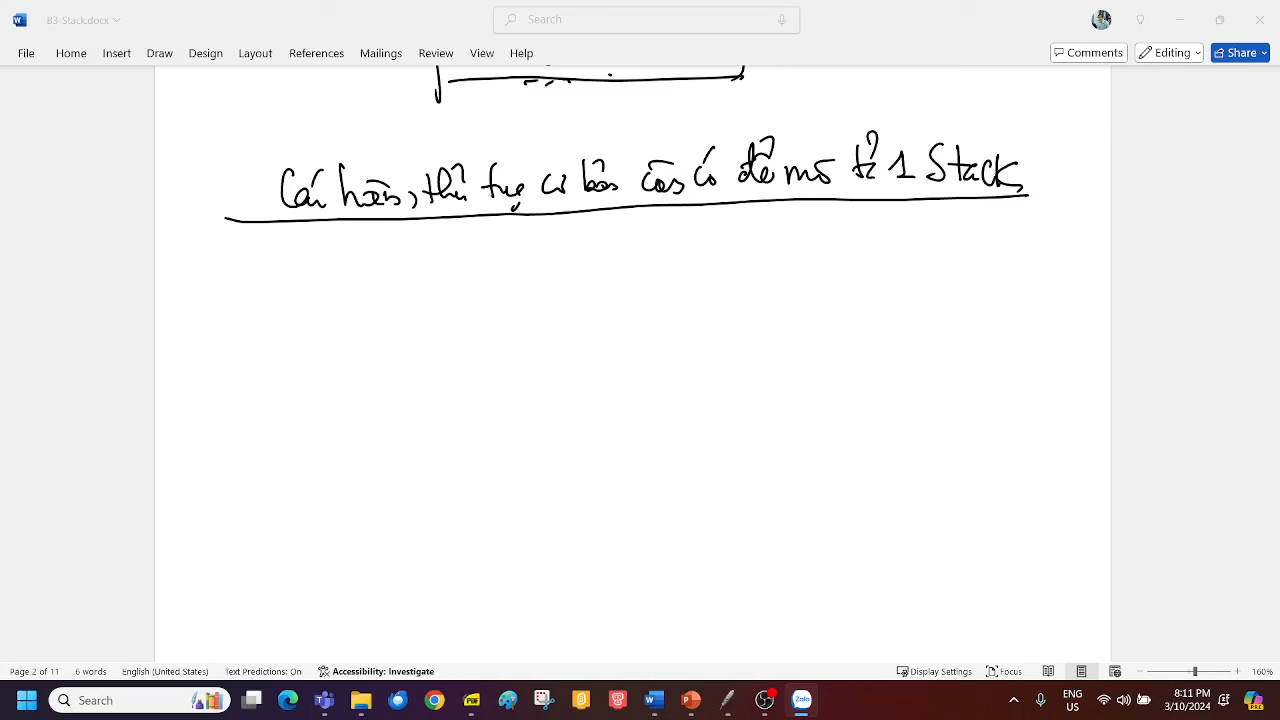 B3-Stack.docx
Search
File Home Insert Draw Design Layout References Mailings Review View Help
Comments Editing Share
Các hàm, thủ tục cơ bản cần có để mô tả 1 Stack
Page 2 of 11 6 words English (United States) Text Predictions: On Accessibility: Investigate Display Settings Focus 160%
Search ENG 8:11 PM
US 3/10/2024